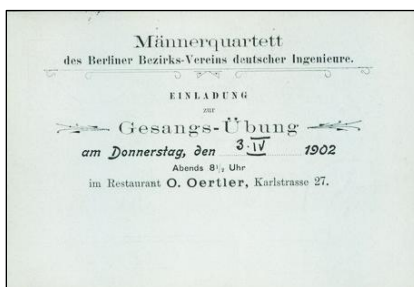 Männerquartett
des Berliner Bezirks-Vereins deutscher Ingenieure.
EINLADUNG
zur
Gesangs-Übung
am Donnerstag, den 3. IV 1902
Abends 8½ Uhr
im Restaurant O. Oertler, Karlstrasse 27.